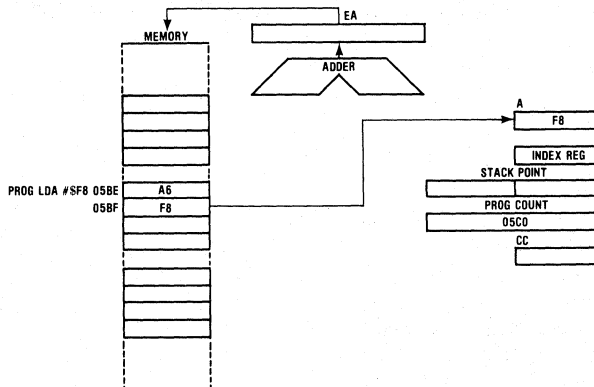 EA
MEMORY
ADDER
A
F8
INDEX REG
STACK POINT
PROG LDA #$F8 05BE A6
05BF F8
PROG COUNT
05C0
CC